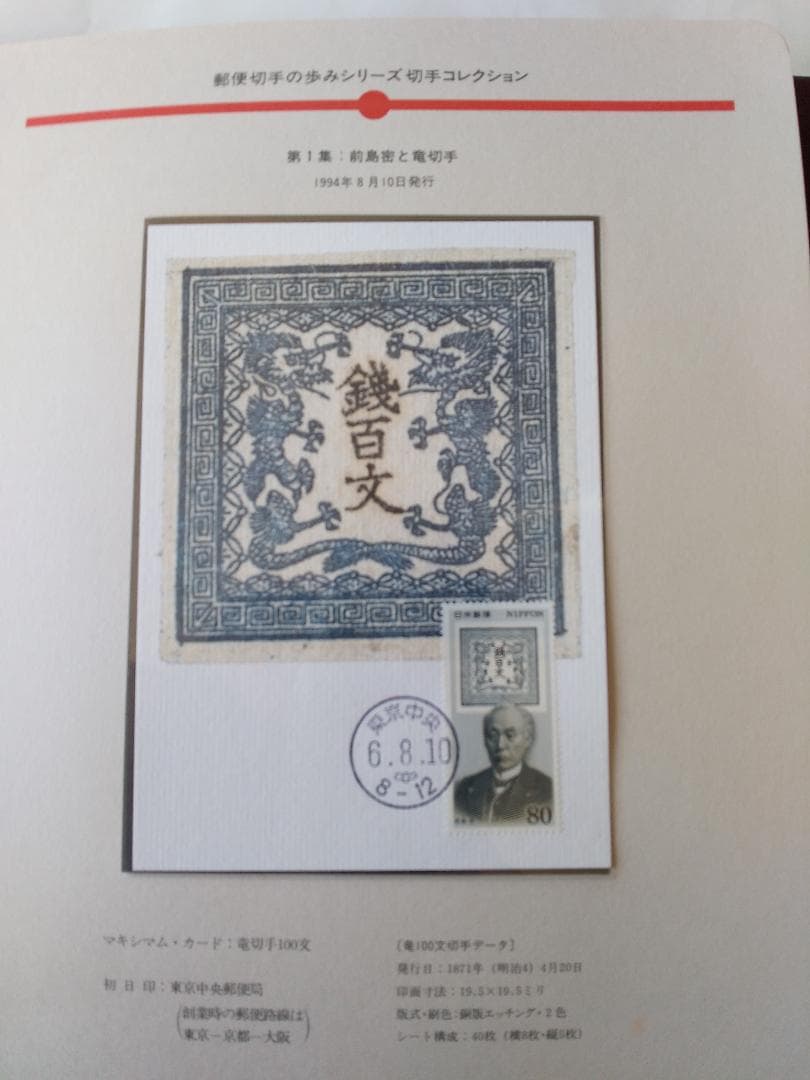 郵便切手の歩みシリーズ切手コレクション
第1集：前島密と竜切手
1994年8月10日発行
錢百文
日本郵便 NIPPON
錢百文
80
東京中央
6.8.10
8-12
マキシマム・カード：竜切手100文
初日印：東京中央郵便局
(創業時の郵便路線は
東京－京都－大阪)
〔竜100文切手データ〕
発行日：1871年（明治4）4月20日
印面寸法：19.5×19.5ミリ
版式・刷色：銅版エッチング・2色
シート構成：40枚（横8枚・縦5枚）